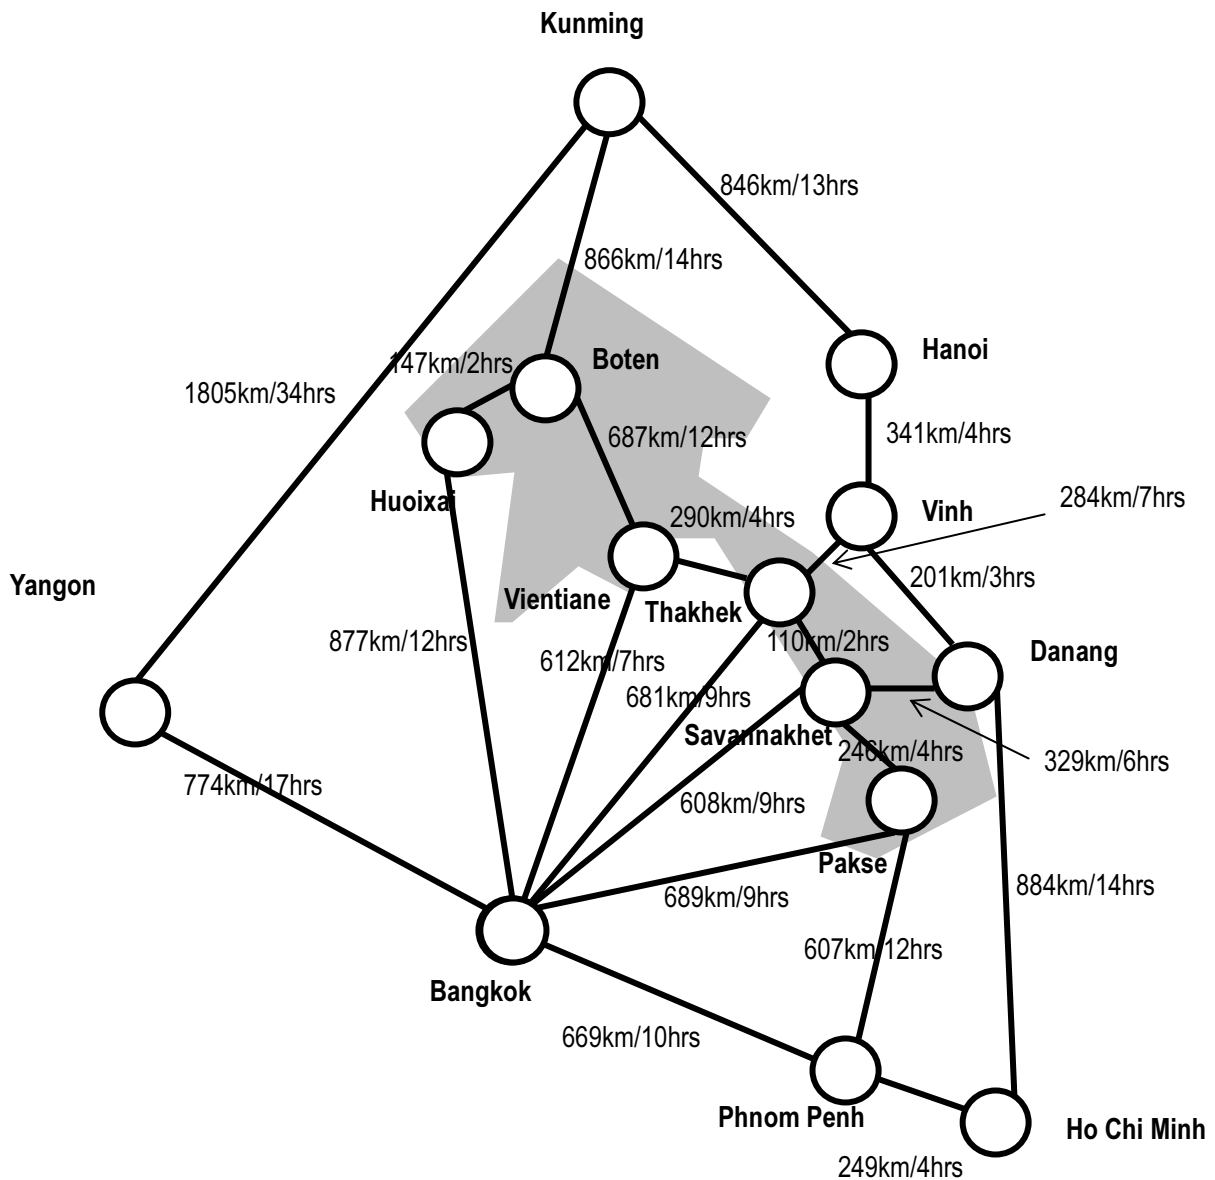 Kunming
846km/13hrs
866km/14hrs
Hanoi
Boten
147km/2hrs
1805km/34hrs
687km/12hrs
341km/4hrs
Huoixai
290km/4hrs
Vinh
284km/7hrs
Yangon
201km/3hrs
Vientiane
Thakhek
877km/12hrs
612km/7hrs
110km/2hrs
Danang
681km/9hrs
Savannakhet
246km/4hrs
329km/6hrs
774km/17hrs
608km/9hrs
Pakse
689km/9hrs
884km/14hrs
607km/12hrs
Bangkok
669km/10hrs
Phnom Penh
Ho Chi Minh
249km/4hrs